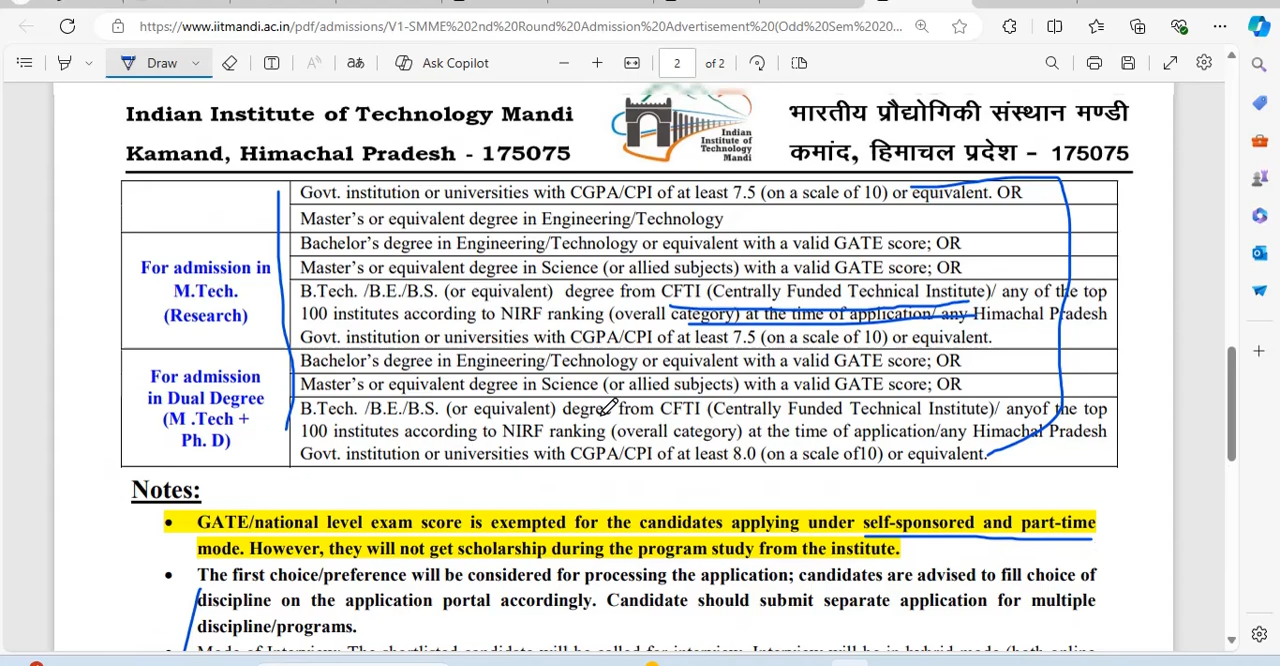 https://www.iitmandi.ac.in/pdf/admissions/V1-SMME%202nd%20Round%20Admission%20Advertisement%20(Odd%20Sem%20...
Draw
aあ
Ask Copilot
2
of 2
Indian Institute of Technology Mandi
Kamand, Himachal Pradesh - 175075
Indian
Institute of
Technology
Mandi
भारतीय प्रौद्योगिकी संस्थान मण्डी
कमांद, हिमाचल प्रदेश - 175075
Govt. institution or universities with CGPA/CPI of at least 7.5 (on a scale of 10) or equivalent. OR
Master's or equivalent degree in Engineering/Technology
For admission in
M.Tech.
(Research)
Bachelor's degree in Engineering/Technology or equivalent with a valid GATE score; OR
Master's or equivalent degree in Science (or allied subjects) with a valid GATE score; OR
B.Tech. /B.E./B.S. (or equivalent) degree from CFTI (Centrally Funded Technical Institute)/ any of the top
100 institutes according to NIRF ranking (overall category) at the time of application/ any Himachal Pradesh
Govt. institution or universities with CGPA/CPI of at least 7.5 (on a scale of 10) or equivalent.
For admission
in Dual Degree
(M .Tech +
Ph. D)
Bachelor's degree in Engineering/Technology or equivalent with a valid GATE score; OR
Master's or equivalent degree in Science (or allied subjects) with a valid GATE score; OR
B.Tech. /B.E./B.S. (or equivalent) degree from CFTI (Centrally Funded Technical Institute)/ anyof the top
100 institutes according to NIRF ranking (overall category) at the time of application/any Himachal Pradesh
Govt. institution or universities with CGPA/CPI of at least 8.0 (on a scale of10) or equivalent.
Notes:
• GATE/national level exam score is exempted for the candidates applying under self-sponsored and part-time
mode. However, they will not get scholarship during the program study from the institute.
• The first choice/preference will be considered for processing the application; candidates are advised to fill choice of
discipline on the application portal accordingly. Candidate should submit separate application for multiple
discipline/programs.